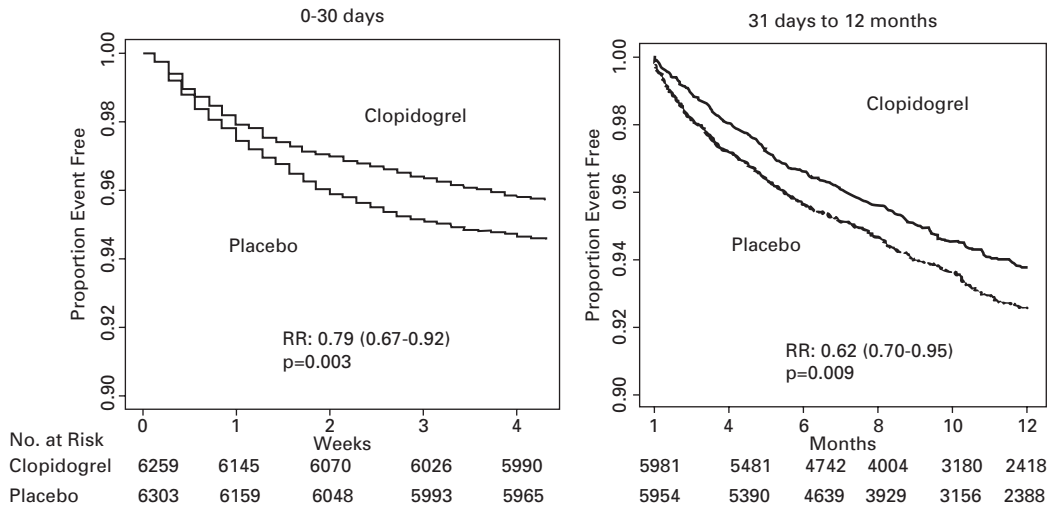 0-30 days
1.00
0.98
0.96
0.94
0.92
0.90
Proportion Event Free
Clopidogrel
Placebo
RR: 0.79 (0.67-0.92)
p=0.003
0 1 2 3 4
Weeks
31 days to 12 months
1.00
0.98
0.96
0.94
0.92
0.90
Proportion Event Free
Clopidogrel
Placebo
RR: 0.62 (0.70-0.95)
p=0.009
1 4 6 8 10 12
Months
No. at Risk
Clopidogrel 6259 6145 6070 6026 5990 5981 5481 4742 4004 3180 2418
Placebo 6303 6159 6048 5993 5965 5954 5390 4639 3929 3156 2388